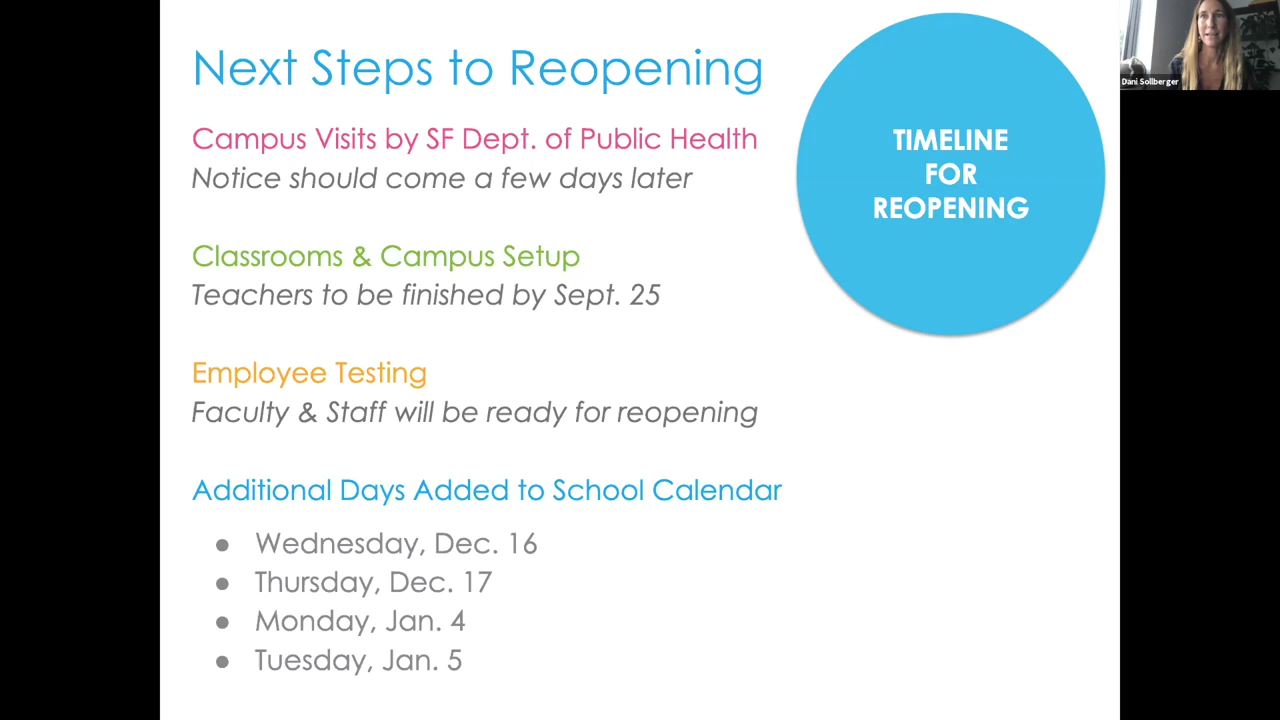 Next Steps to Reopening
Campus Visits by SF Dept. of Public Health
Notice should come a few days later
Classrooms & Campus Setup
Teachers to be finished by Sept. 25
Employee Testing
Faculty & Staff will be ready for reopening
Additional Days Added to School Calendar
● Wednesday, Dec. 16
● Thursday, Dec. 17
● Monday, Jan. 4
● Tuesday, Jan. 5
TIMELINE
FOR
REOPENING
Dani Sollberger